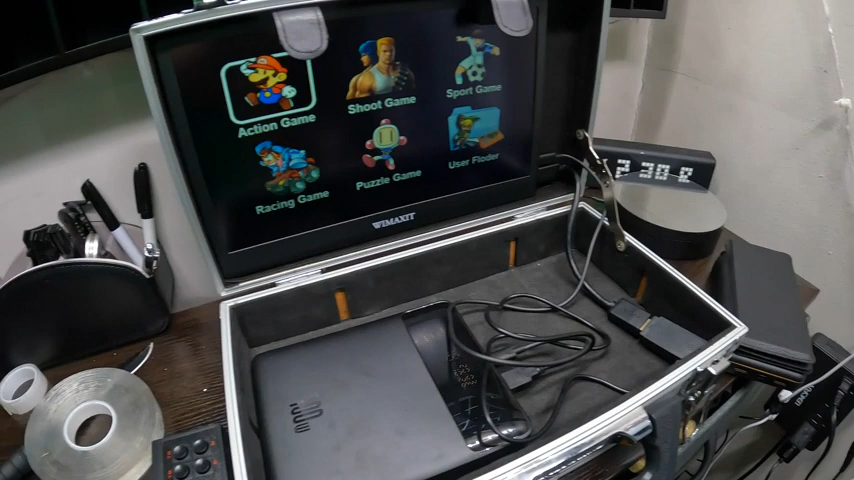 Action Game
Shoot Game
Sport Game
Racing Game
Puzzle Game
User Floder
WIMAXIT